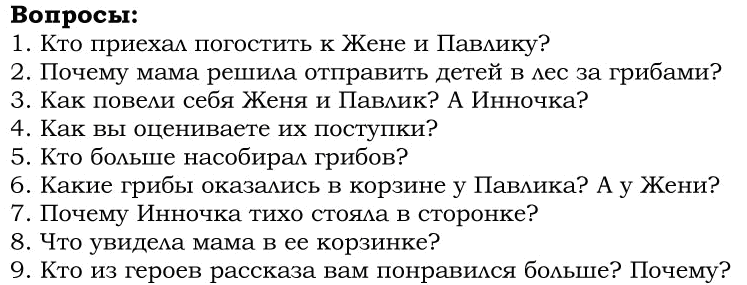 Вопросы:
1. Кто приехал погостить к Жене и Павлику?
2. Почему мама решила отправить детей в лес за грибами?
3. Как повели себя Женя и Павлик? А Инночка?
4. Как вы оцениваете их поступки?
5. Кто больше насобирал грибов?
6. Какие грибы оказались в корзине у Павлика? А у Жени?
7. Почему Инночка тихо стояла в сторонке?
8. Что увидела мама в ее корзинке?
9. Кто из героев рассказа вам понравился больше? Почему?